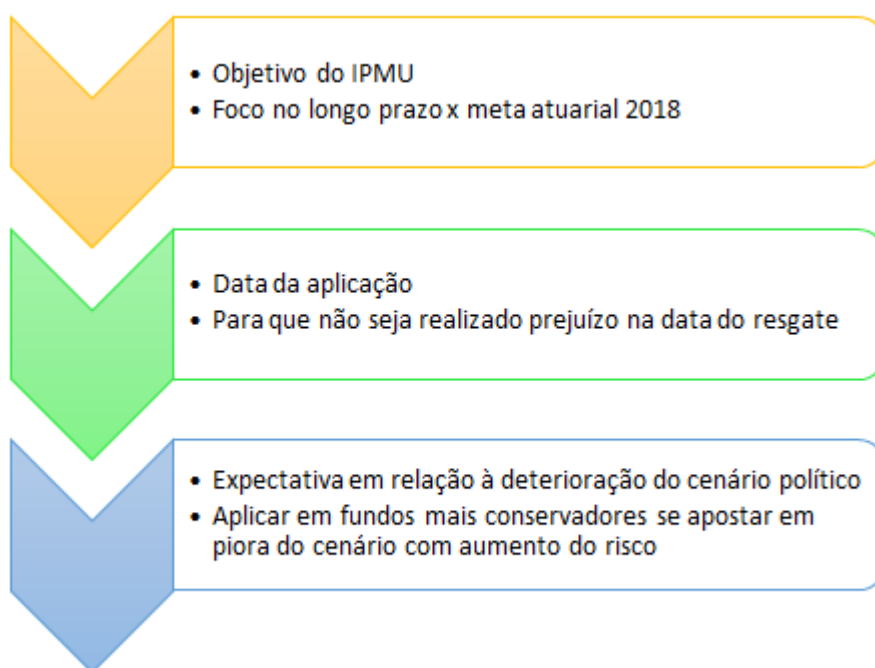 • Objetivo do IPMU
• Foco no longo prazo x meta atuarial 2018
• Data da aplicação
• Para que não seja realizado prejuízo na data do resgate
• Expectativa em relação à deterioração do cenário político
• Aplicar em fundos mais conservadores se apostar em
piora do cenário com aumento do risco